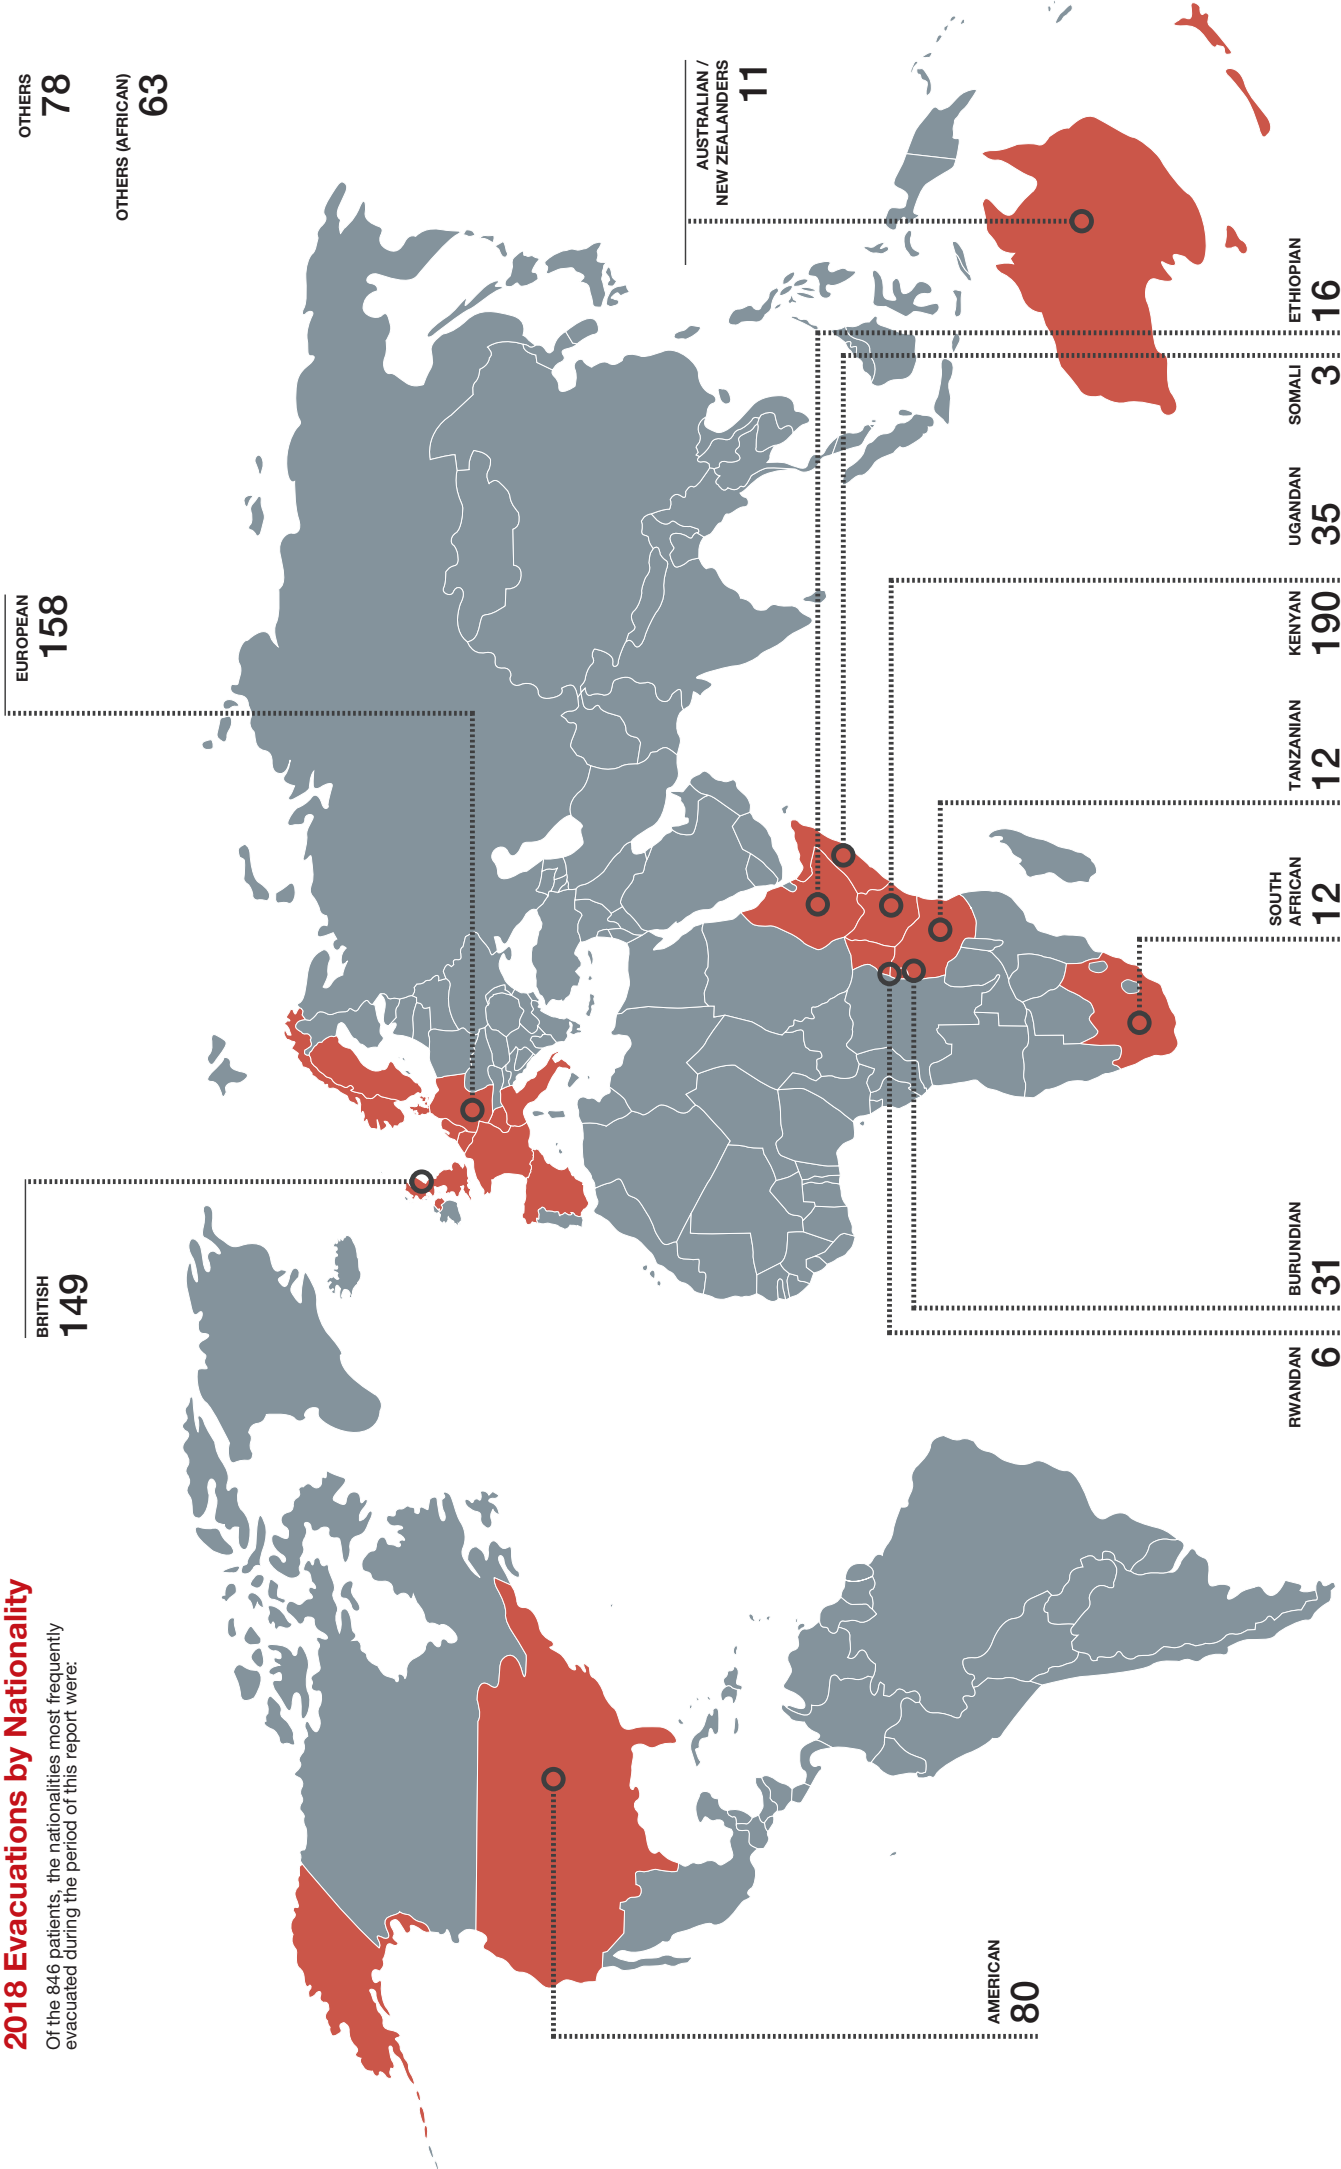 2018 Evacuations by Nationality
Of the 846 patients, the nationalities most frequently
evacuated during the period of this report were:
BRITISH
149
EUROPEAN
158
OTHERS
78
OTHERS (AFRICAN)
63
AUSTRALIAN /
NEW ZEALANDERS
11
AMERICAN
80
RWANDAN
6
BURUNDIAN
31
SOUTH
AFRICAN
12
TANZANIAN
12
KENYAN
190
UGANDAN
35
SOMALI
3
ETHIOPIAN
16